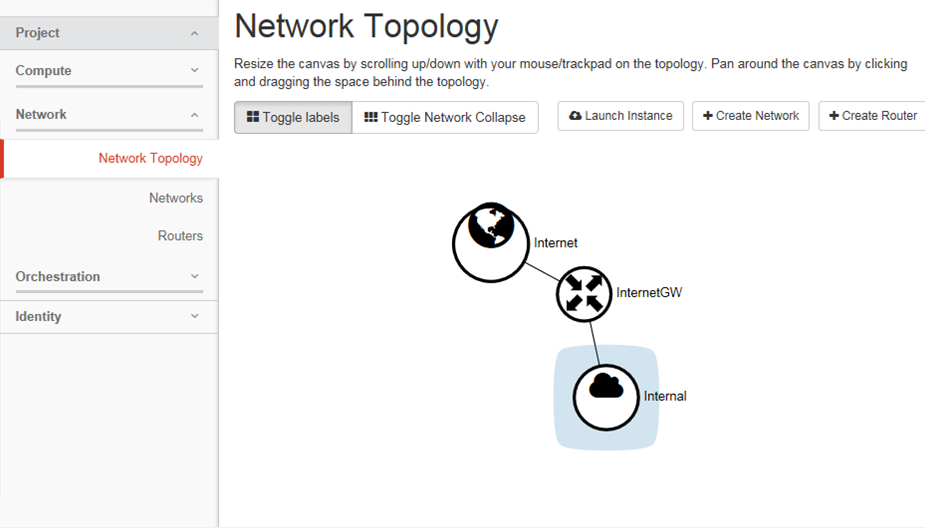 Project
Compute
Network
Network Topology
Networks
Routers
Orchestration
Identity
Network Topology
Resize the canvas by scrolling up/down with your mouse/trackpad on the topology. Pan around the canvas by clicking
and dragging the space behind the topology.
Toggle labels Toggle Network Collapse Launch Instance Create Network Create Router
Internet
InternetGW
Internal